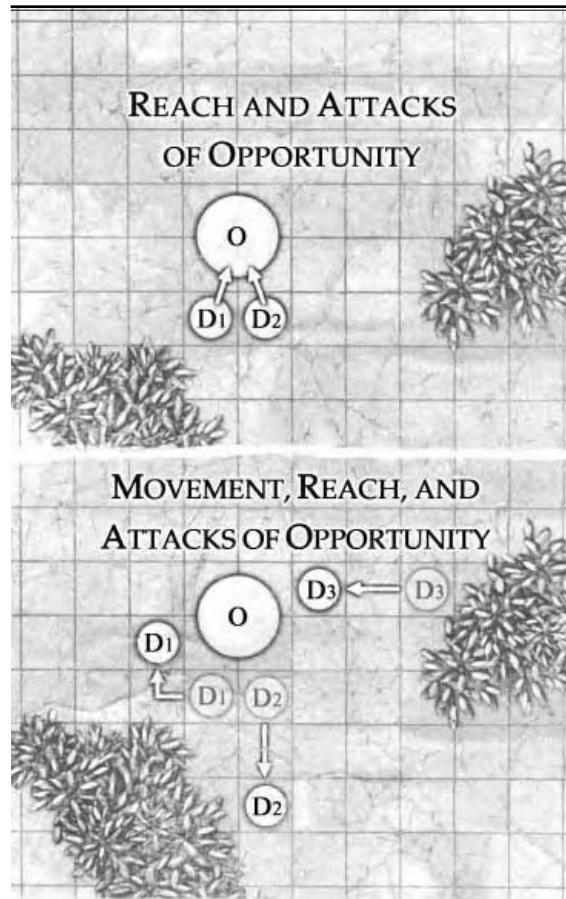 REACH AND ATTACKS
OF OPPORTUNITY
O
D1 D2
MOVEMENT, REACH, AND
ATTACKS OF OPPORTUNITY
D3 D3
O
D1
D1 D2
D2